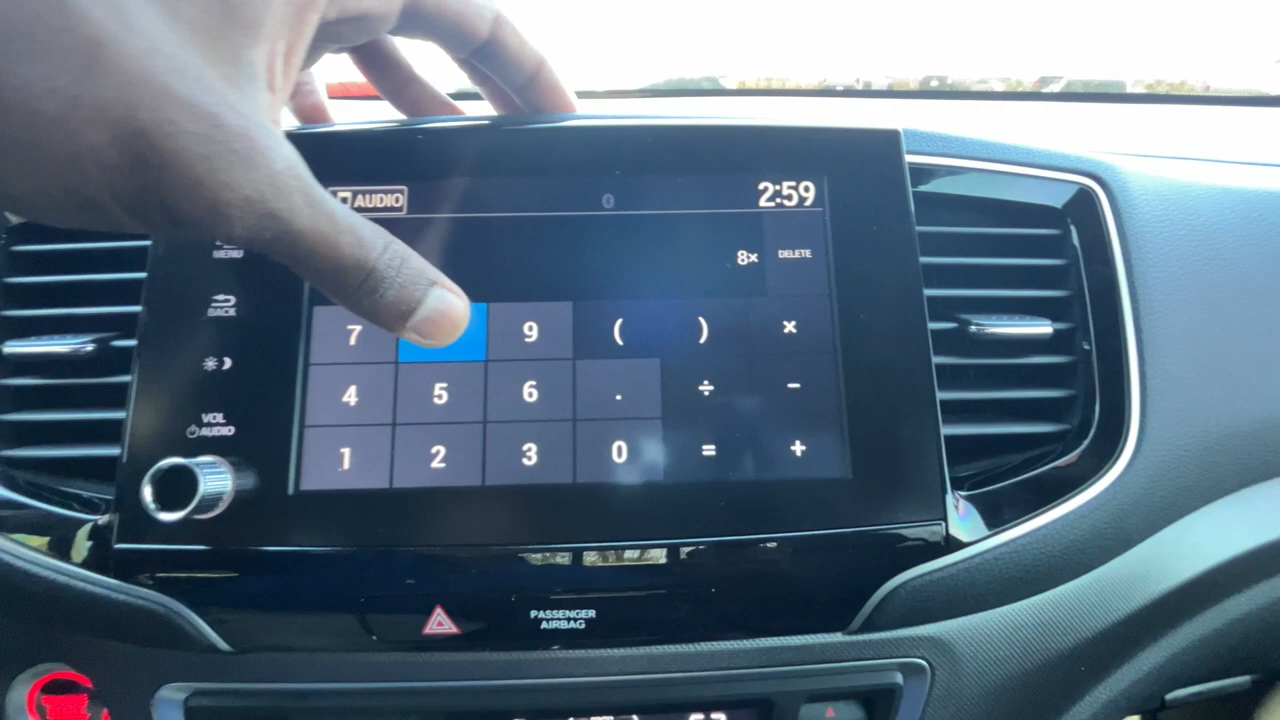 AUDIO
2:59
MENU
8×
DELETE
BACK
7
9
(
)
×
4
5
6
.
÷
-
VOL
AUDIO
1
2
3
0
=
+
PASSENGER
AIRBAG